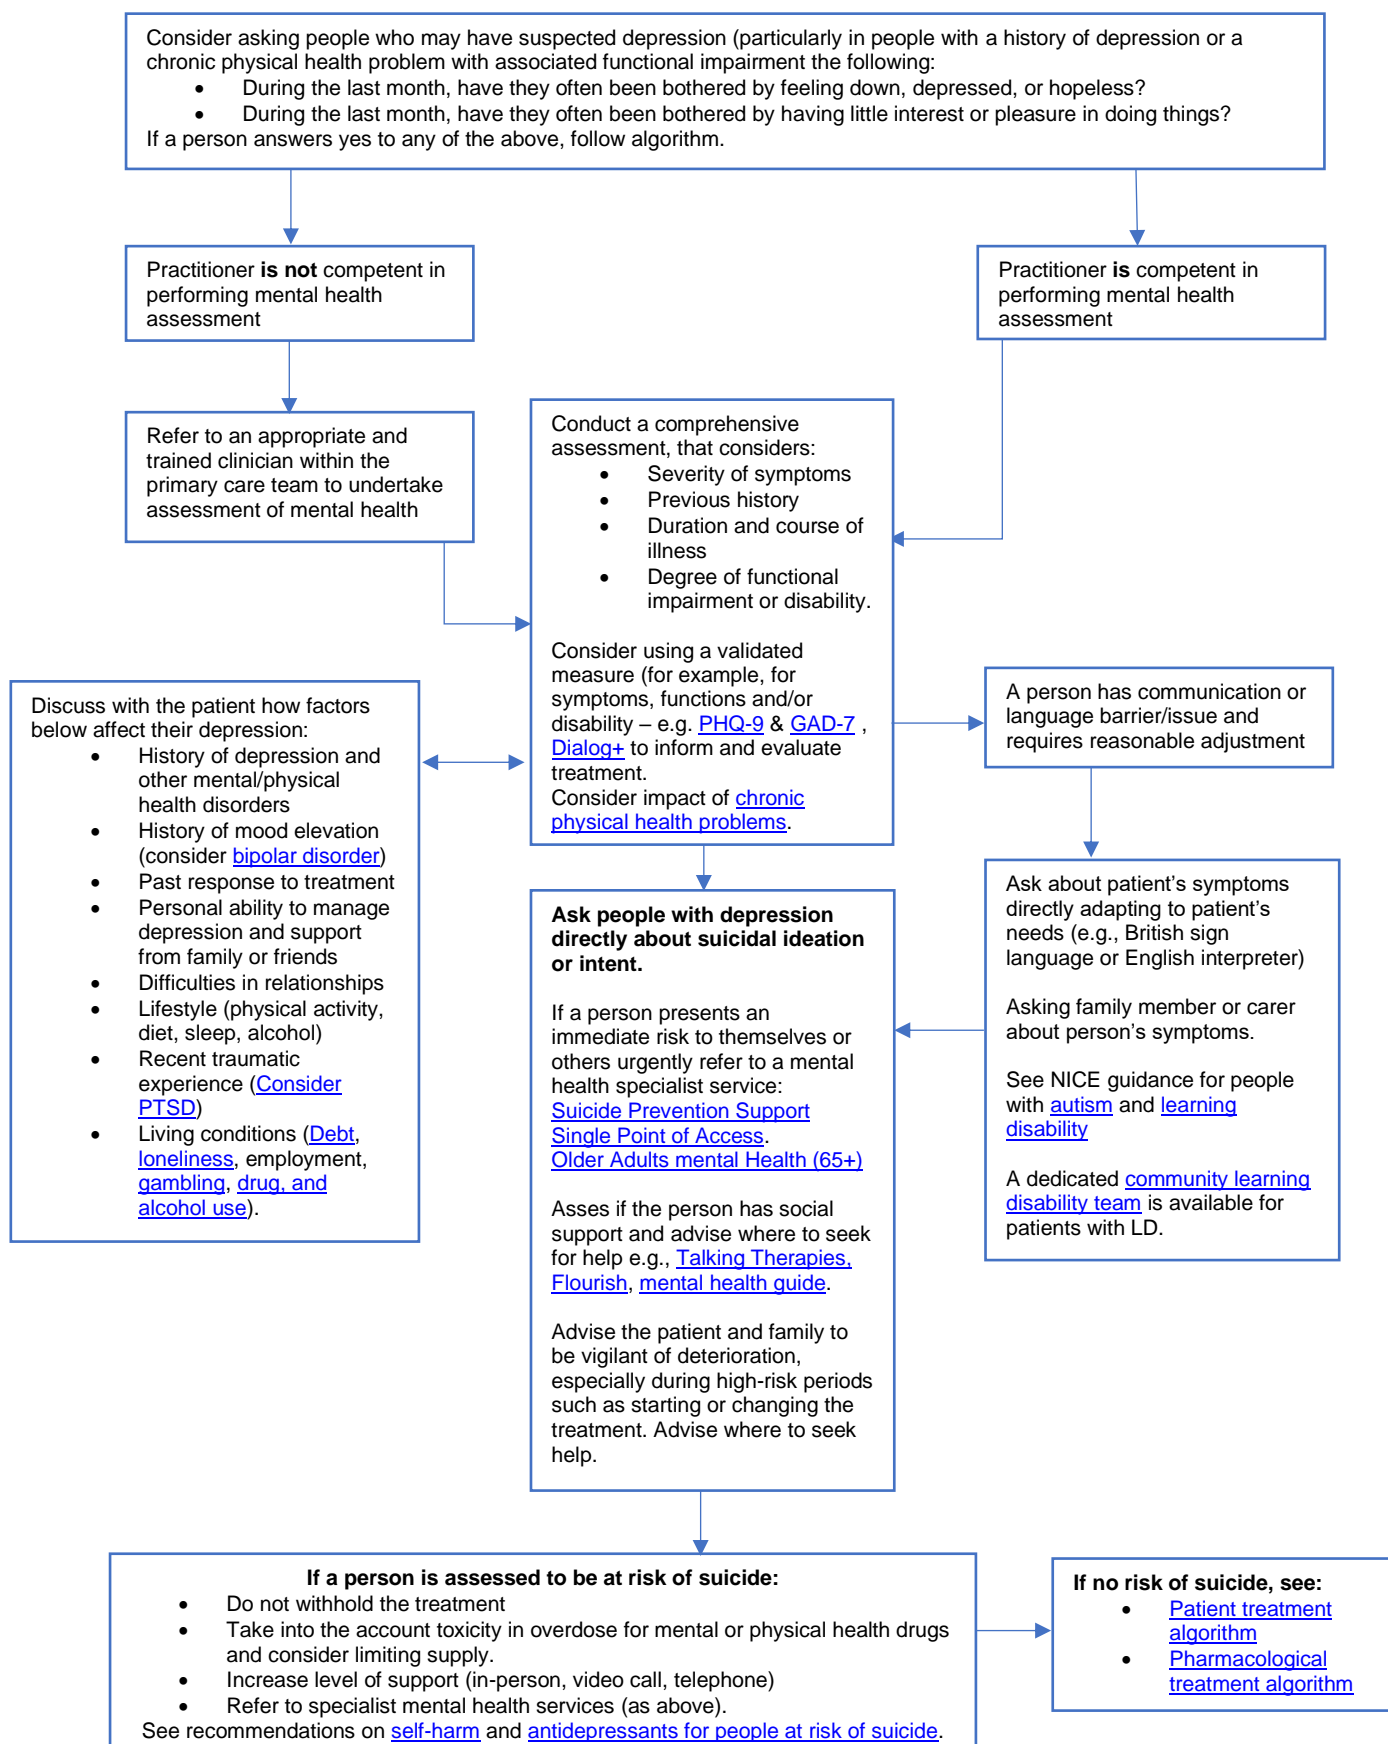 Consider asking people who may have suspected depression (particularly in people with a history of depression or a
chronic physical health problem with associated functional impairment the following:
• During the last month, have they often been bothered by feeling down, depressed, or hopeless?
• During the last month, have they often been bothered by having little interest or pleasure in doing things?
If a person answers yes to any of the above, follow algorithm.
Practitioner is not competent in
performing mental health
assessment
Practitioner is competent in
performing mental health
assessment
Refer to an appropriate and
trained clinician within the
primary care team to undertake
assessment of mental health
Conduct a comprehensive
assessment, that considers:
• Severity of symptoms
• Previous history
• Duration and course of
illness
• Degree of functional
impairment or disability.
Consider using a validated
measure (for example, for
symptoms, functions and/or
disability – e.g. PHQ-9 & GAD-7 ,
Dialog+ to inform and evaluate
treatment.
Consider impact of chronic
physical health problems.
Discuss with the patient how factors
below affect their depression:
• History of depression and
other mental/physical
health disorders
• History of mood elevation
(consider bipolar disorder)
• Past response to treatment
• Personal ability to manage
depression and support
from family or friends
• Difficulties in relationships
• Lifestyle (physical activity,
diet, sleep, alcohol)
• Recent traumatic
experience (Consider
PTSD)
• Living conditions (Debt,
loneliness, employment,
gambling, drug, and
alcohol use).
A person has communication or
language barrier/issue and
requires reasonable adjustment
Ask about patient’s symptoms
directly adapting to patient’s
needs (e.g., British sign
language or English interpreter)
Asking family member or carer
about person’s symptoms.
See NICE guidance for people
with autism and learning
disability
A dedicated community learning
disability team is available for
patients with LD.
Ask people with depression
directly about suicidal ideation
or intent.
If a person presents an
immediate risk to themselves or
others urgently refer to a mental
health specialist service:
Suicide Prevention Support
Single Point of Access.
Older Adults mental Health (65+)
Asses if the person has social
support and advise where to seek
for help e.g., Talking Therapies,
Flourish, mental health guide.
Advise the patient and family to
be vigilant of deterioration,
especially during high-risk periods
such as starting or changing the
treatment. Advise where to seek
help.
If a person is assessed to be at risk of suicide:
• Do not withhold the treatment
• Take into the account toxicity in overdose for mental or physical health drugs
and consider limiting supply.
• Increase level of support (in-person, video call, telephone)
• Refer to specialist mental health services (as above).
See recommendations on self-harm and antidepressants for people at risk of suicide.
If no risk of suicide, see:
• Patient treatment
algorithm
• Pharmacological
treatment algorithm